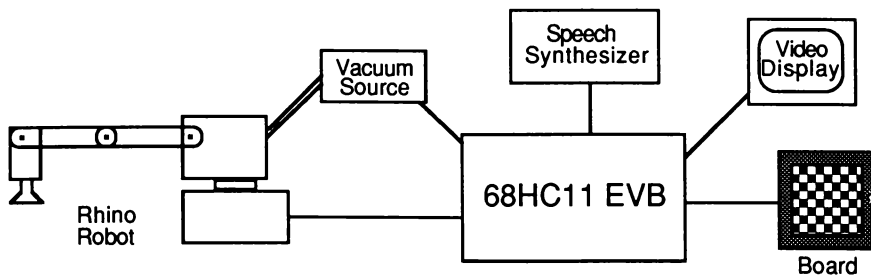 Speech
Synthesizer
Video
Display
Vacuum
Source
68HC11 EVB
Rhino
Robot
Board